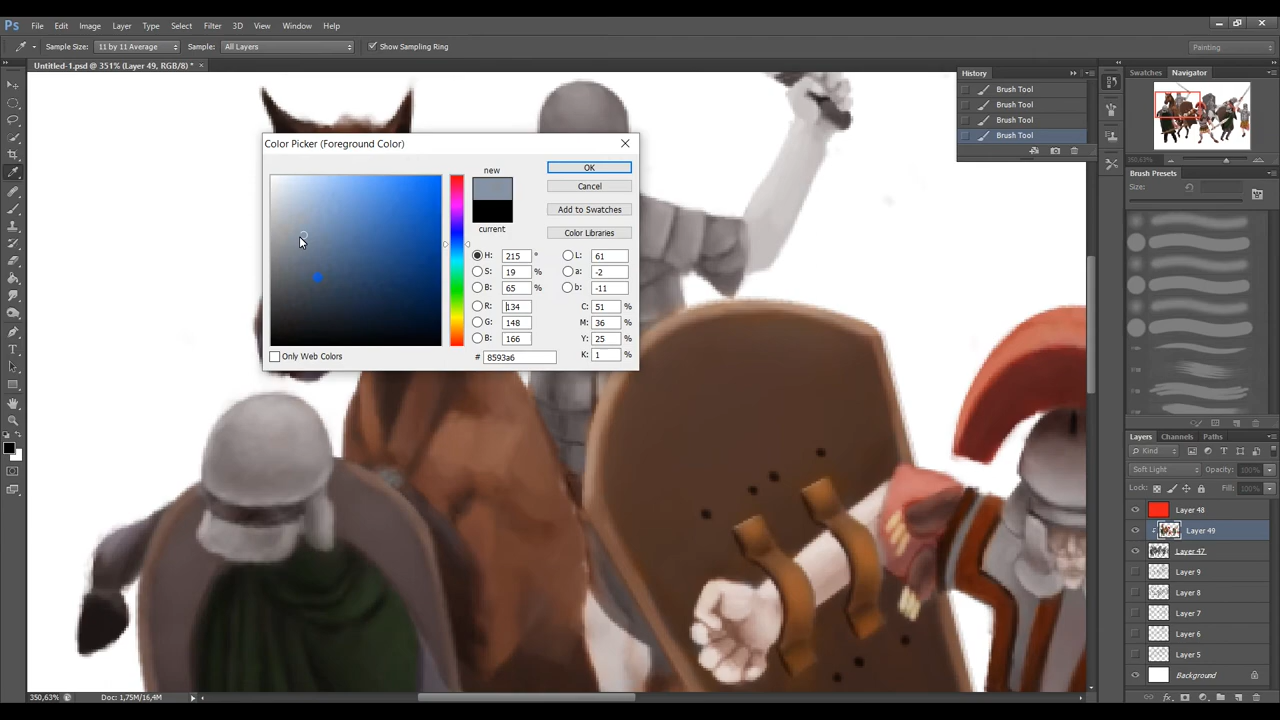 Ps File Edit Image Layer Type Select Filter 3D View Window Help
Sample Size: 11 by 11 Average Sample: All Layers Show Sampling Ring Painting
Untitled-1.psd @ 351% (Layer 49, RGB/8) * ×
History
Brush Tool
Brush Tool
Brush Tool
Brush Tool
Swatches Navigator
350,63%
Brush Presets
Size:
Color Picker (Foreground Color)
new
current
OK
Cancel
Add to Swatches
Color Libraries
H: 215 °
S: 19 %
B: 65 %
R: 134
G: 148
B: 166
L: 61
a: -2
b: -11
C: 51 %
M: 36 %
Y: 25 %
K: 1 %
# 8593a6
Only Web Colors
Layers Channels Paths
Kind
Soft Light Opacity: 100%
Lock: Fill: 100%
Layer 48
Layer 49
Layer 47
Layer 9
Layer 8
Layer 7
Layer 6
Layer 5
Background
350,63% Doc: 1,75M/16,4M